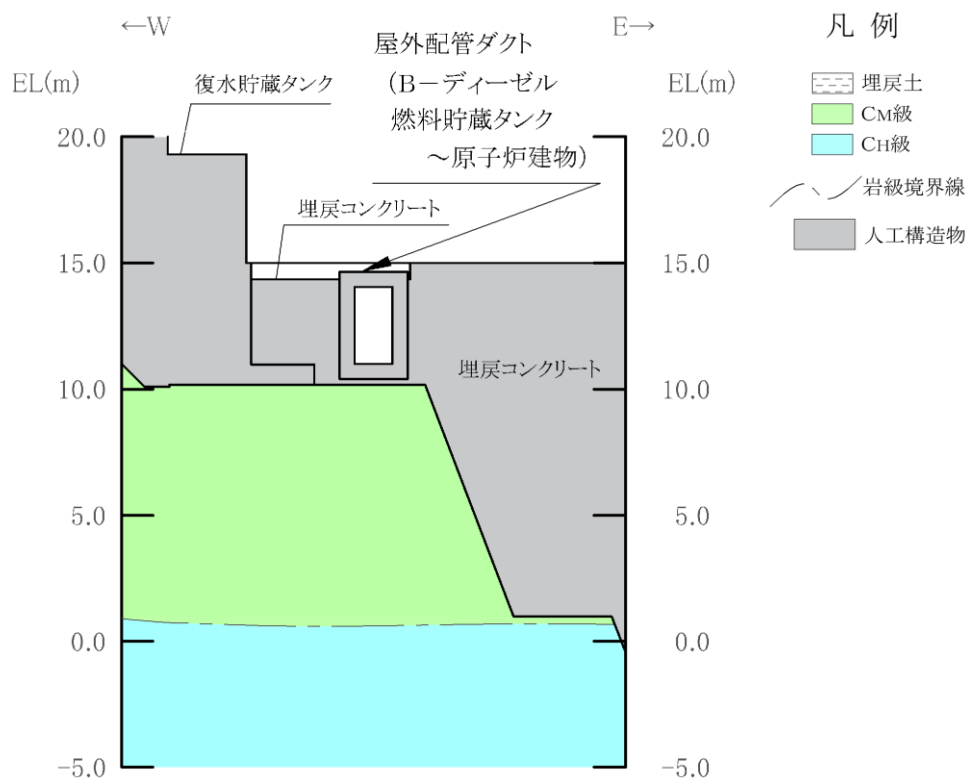 ←W
E→
凡 例
EL(m)
復水貯蔵タンク
屋外配管ダクト
(B－ディーゼル
燃料貯蔵タンク
～原子炉建物)
EL(m)
埋戻土
CM級
CH級
岩級境界線
人工構造物
埋戻コンクリート
埋戻コンクリート
20.0
15.0
10.0
5.0
0.0
-5.0
20.0
15.0
10.0
5.0
0.0
-5.0